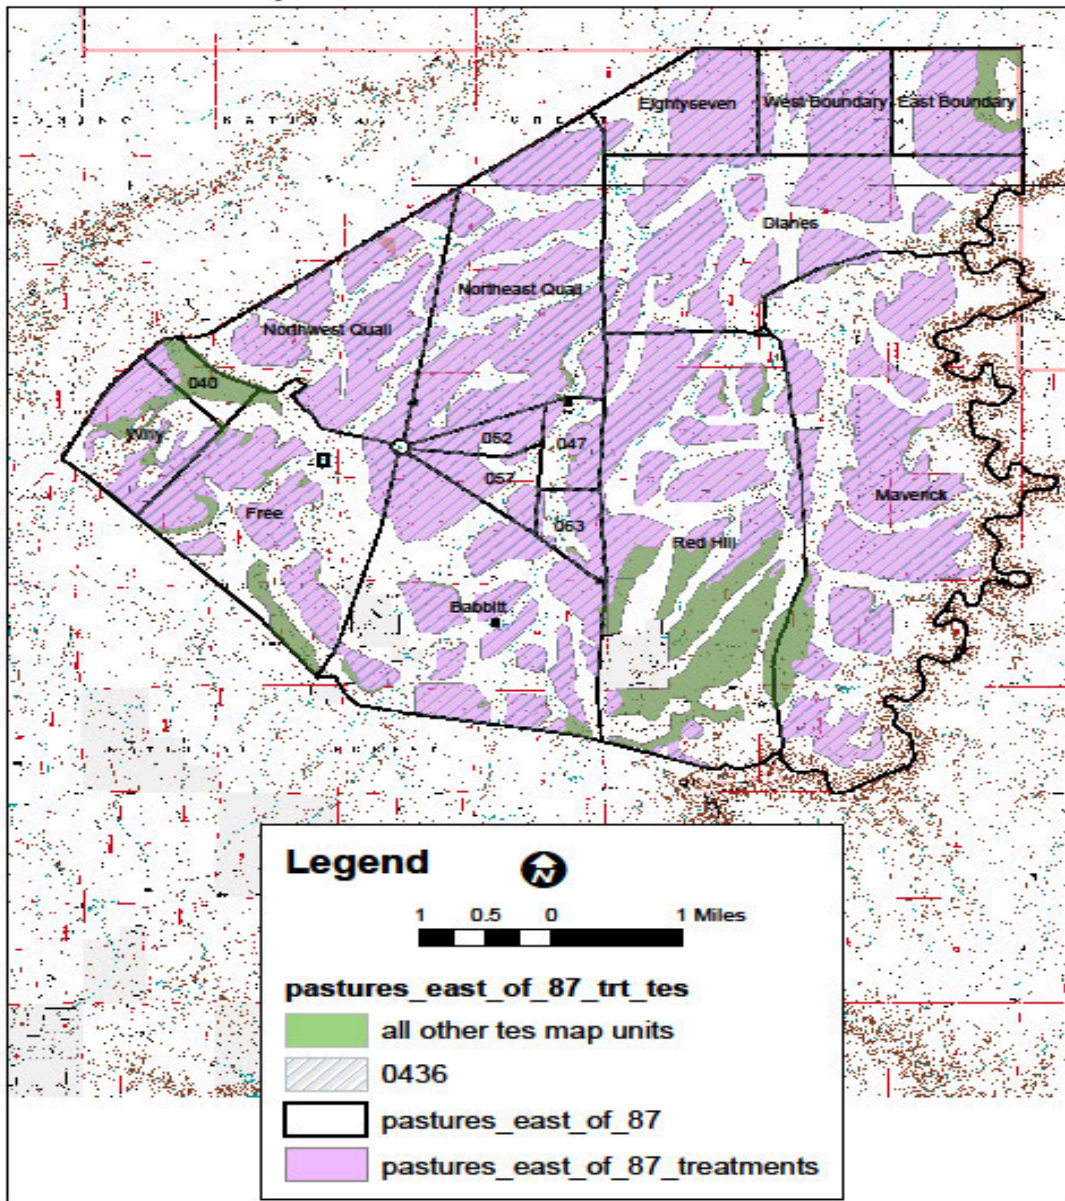 Eightyseven West Boundary East Boundary
Dianes
Northeast Quail
Northwest Quail
040
Willy
052
047
057
Free
063
Maverick
Red Hill
Babbitt
Legend
N
1 0.5 0 1 Miles
pastures_east_of_87_trt_tes
all other tes map units
0436
pastures_east_of_87
pastures_east_of_87_treatments